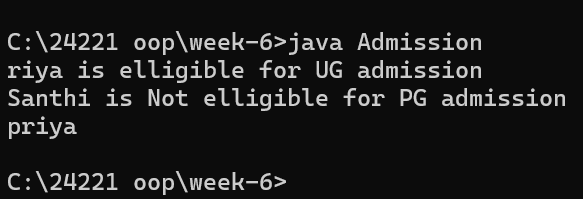 C:\24221 oop\week-6>java Admission
riya is elligible for UG admission
Santhi is Not elligible for PG admission
priya
C:\24221 oop\week-6>